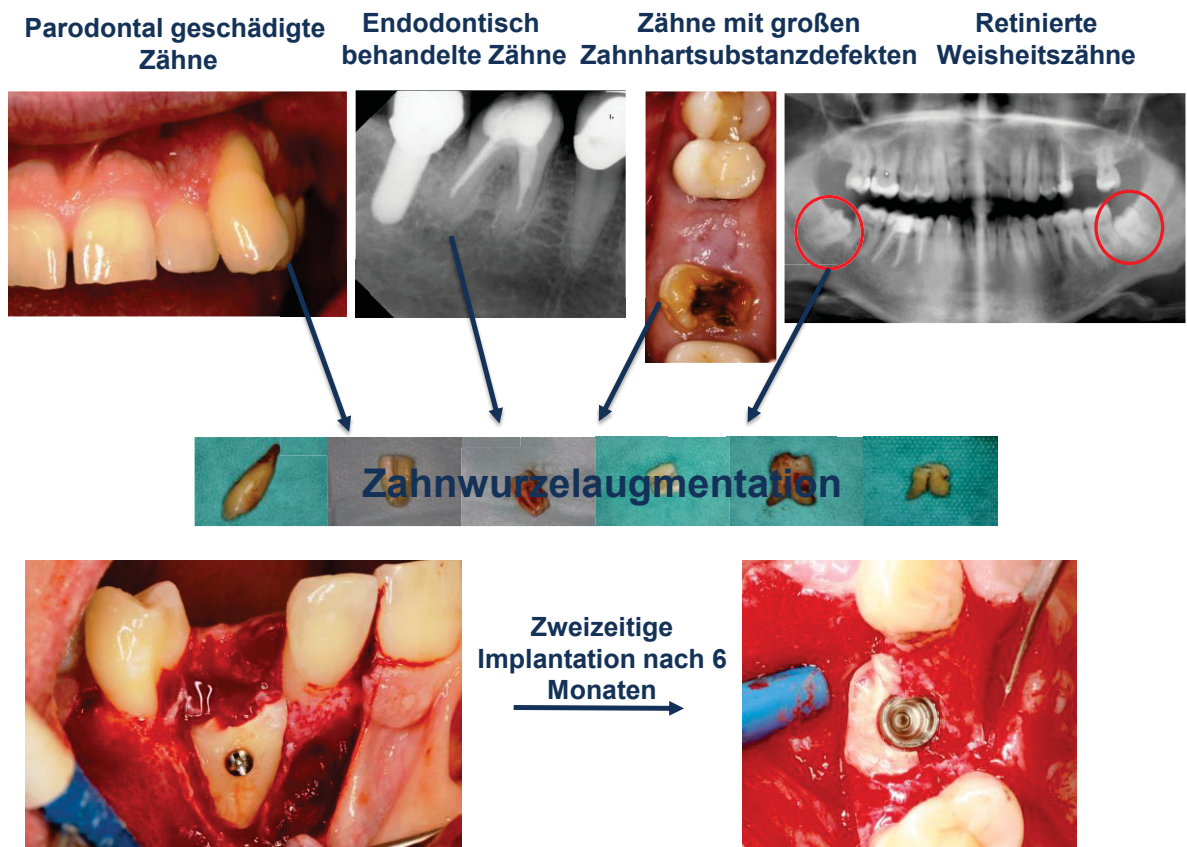 Parodontal geschädigte
Zähne
Endodontisch
behandelte Zähne
Zähne mit großen
Zahnhartsubstanzdefekten
Retinierte
Weisheitszähne
Zahnwurzelaugmentation
Zweizeitige
Implantation nach 6
Monaten